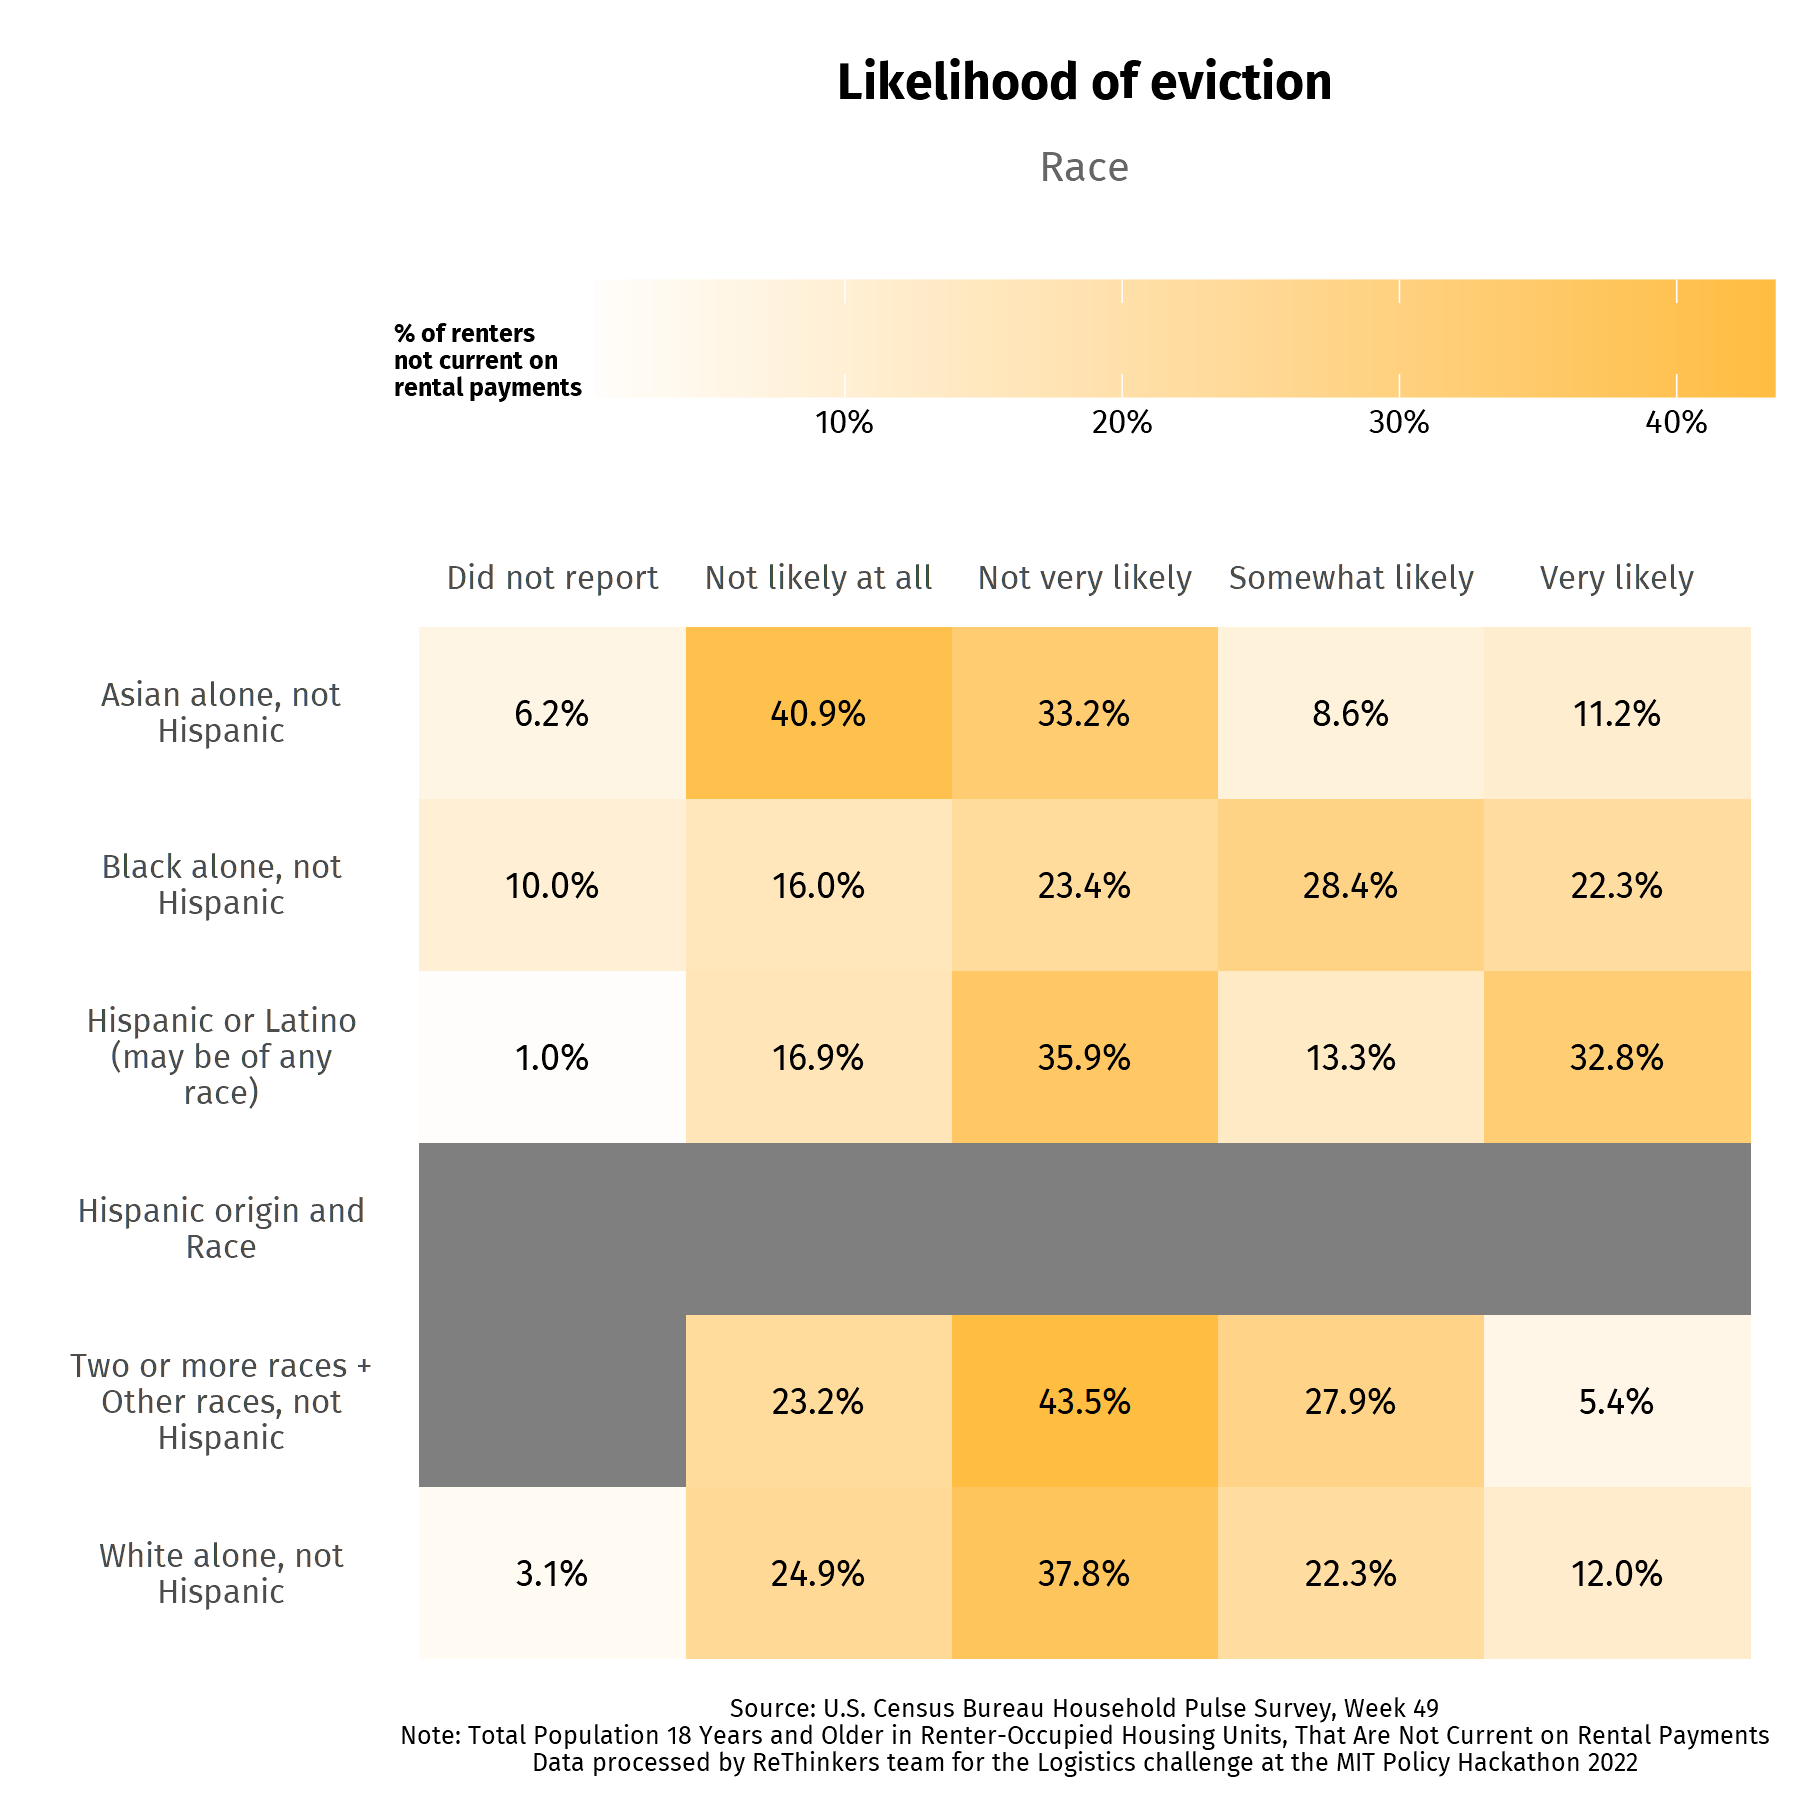 Likelihood of eviction
Race
% of renters
not current on
rental payments
10% 20% 30% 40%
Did not report Not likely at all Not very likely Somewhat likely Very likely
Asian alone, not
Hispanic
6.2% 40.9% 33.2% 8.6% 11.2%
Black alone, not
Hispanic
10.0% 16.0% 23.4% 28.4% 22.3%
Hispanic or Latino
(may be of any
race)
1.0% 16.9% 35.9% 13.3% 32.8%
Hispanic origin and
Race
Two or more races +
Other races, not
Hispanic
23.2% 43.5% 27.9% 5.4%
White alone, not
Hispanic
3.1% 24.9% 37.8% 22.3% 12.0%
Source: U.S. Census Bureau Household Pulse Survey, Week 49
Note: Total Population 18 Years and Older in Renter-Occupied Housing Units, That Are Not Current on Rental Payments
Data processed by ReThinkers team for the Logistics challenge at the MIT Policy Hackathon 2022